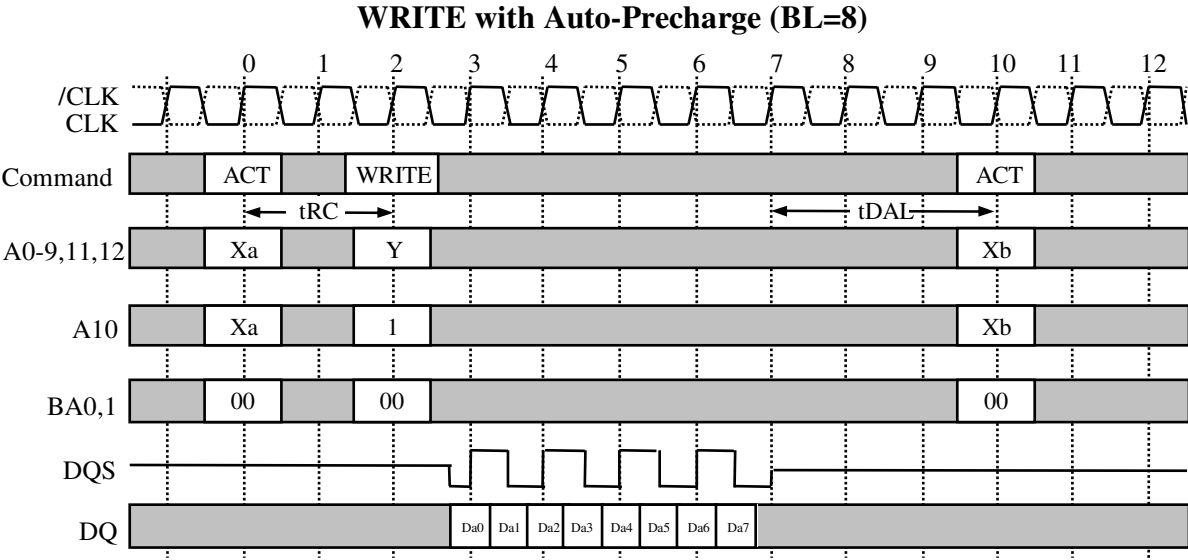 WRITE with Auto-Precharge (BL=8)
0 1 2 3 4 5 6 7 8 9 10 11 12
/CLK
CLK
Command ACT WRITE ACT
tRC tDAL
A0-9,11,12 Xa Y Xb
A10 Xa 1 Xb
BA0,1 00 00 00
DQS
DQ Da0 Da1 Da2 Da3 Da4 Da5 Da6 Da7